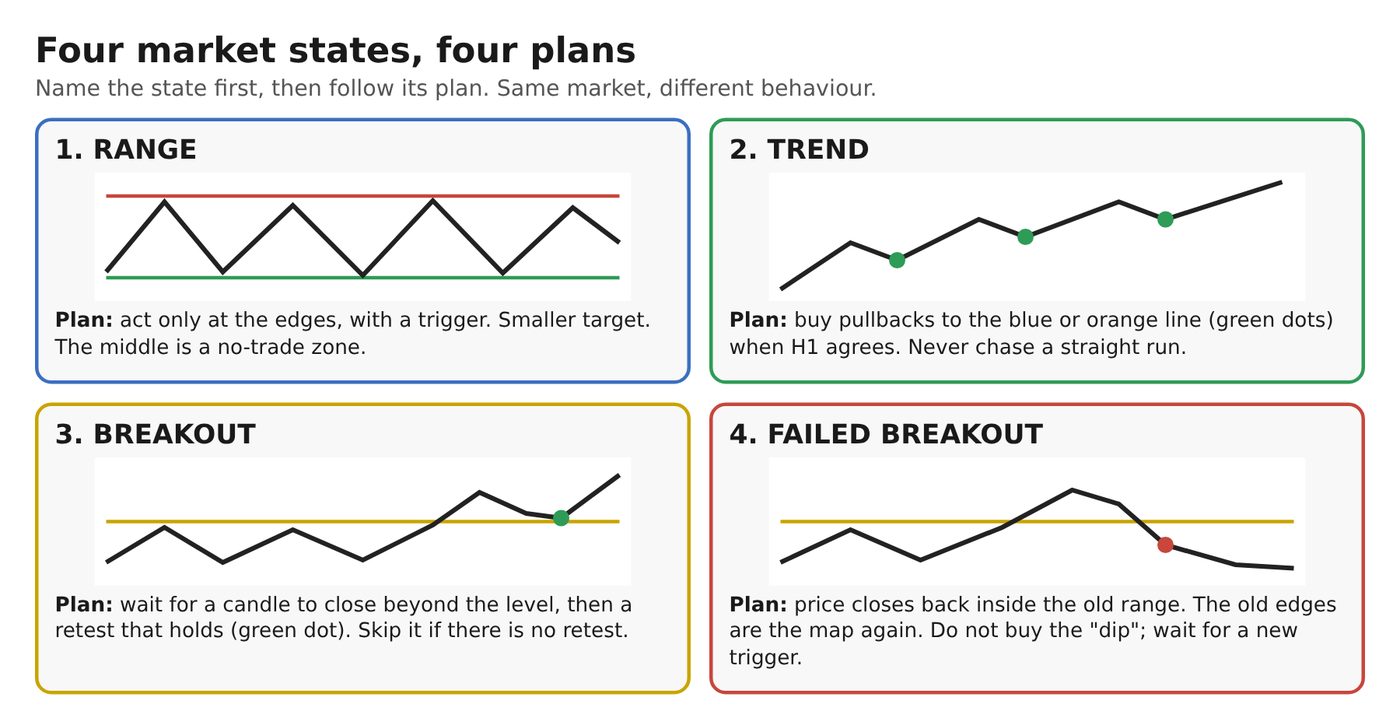 Four market states, four plans
Name the state first, then follow its plan. Same market, different behaviour.
1. RANGE
Plan: act only at the edges, with a trigger. Smaller target.
The middle is a no-trade zone.
2. TREND
Plan: buy pullbacks to the blue or orange line (green dots)
when H1 agrees. Never chase a straight run.
3. BREAKOUT
Plan: wait for a candle to close beyond the level, then a
retest that holds (green dot). Skip it if there is no retest.
4. FAILED BREAKOUT
Plan: price closes back inside the old range. The old edges
are the map again. Do not buy the "dip"; wait for a new
trigger.